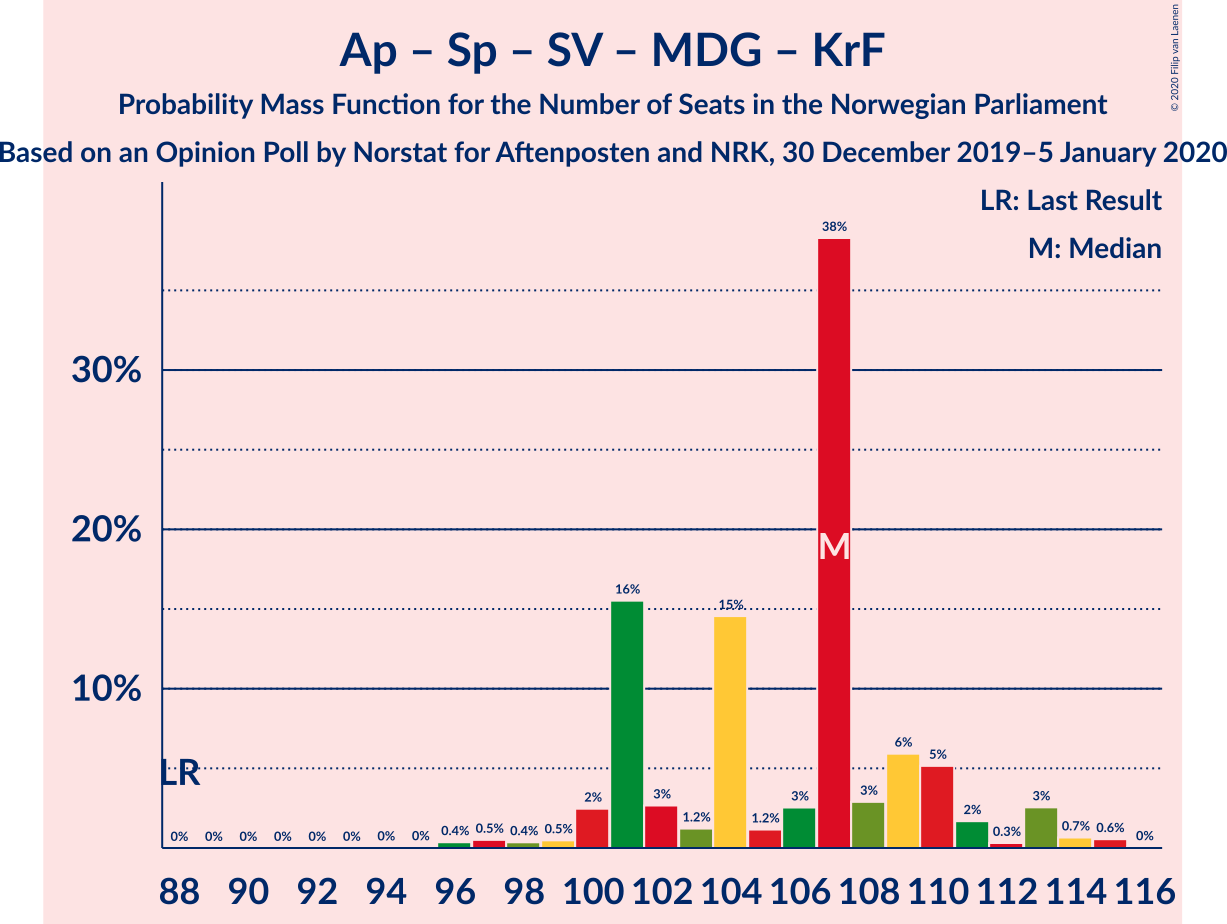 Ap – Sp – SV – MDG – KrF
Probability Mass Function for the Number of Seats in the Norwegian Parliament
Based on an Opinion Poll by Norstat for Aftenposten and NRK, 30 December 2019–5 January 2020
© 2020 Filip van Laenen
LR: Last Result
M: Median
38%
30%
20%
M
16%
15%
10%
6%
5%
LR
2%
3%
3%
3%
3%
1.2%
1.2%
2%
0% 0% 0% 0% 0% 0% 0% 0% 0.4% 0.5% 0.4% 0.5%
0.3%
0.7% 0.6% 0%
88 90 92 94 96 98 100 102 104 106 108 110 112 114 116